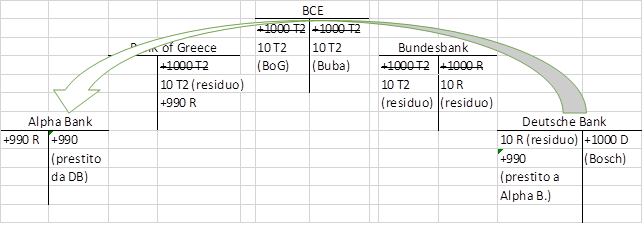 BCE
+1000 T2 +1000 T2
Bank of Greece 10 T2 10 T2 Bundesbank
+1000 T2 (BoG) (Buba) +1000 T2 +1000 R
10 T2 (residuo) 10 T2 10 R
+990 R (residuo) (residuo)
Alpha Bank Deutsche Bank
+990 R +990 10 R (residuo) +1000 D
(prestito +990 (Bosch)
da DB) (prestito a
Alpha B.)